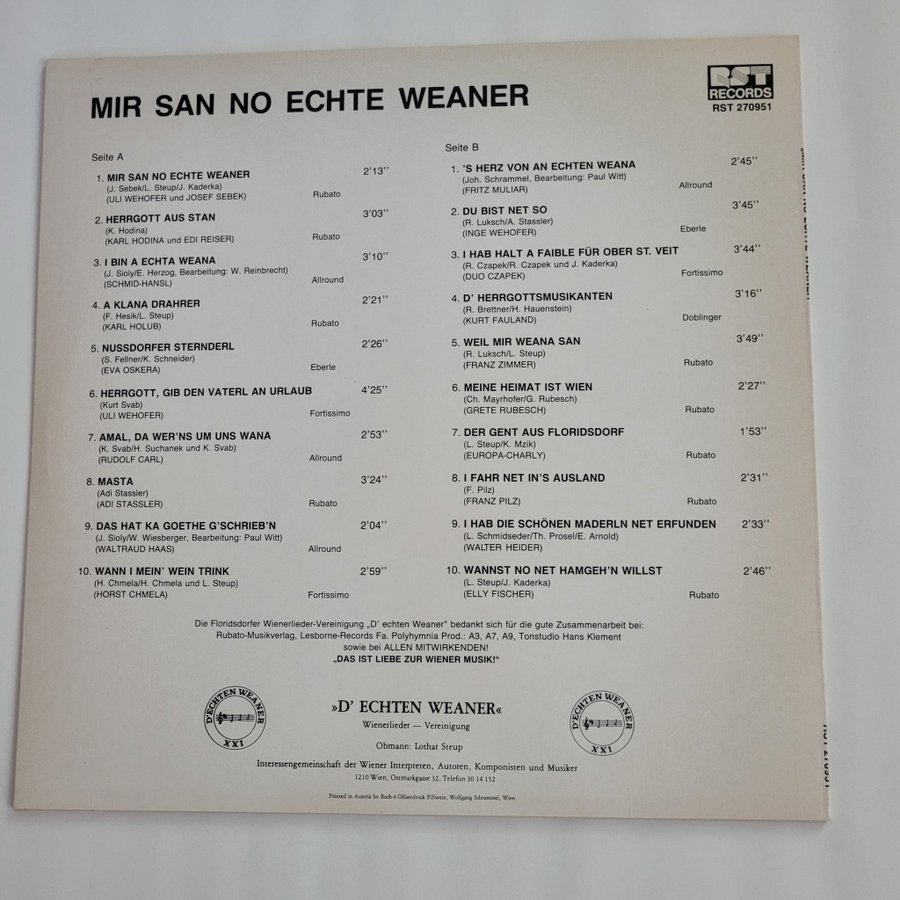 MIR SAN NO ECHTE WEANER
RST
RECORDS
RST 270951
Seite A
1. MIR SAN NO ECHTE WEANER 2'13''
(J. Sebek/L. Steup/J. Kaderka)
(ULI WEHOFER und JOSEF SEBEK) Rubato
2. HERRGOTT AUS STAN 3'03''
(K. Hodina)
(KARL HODINA und EDI REISER) Rubato
3. I BIN A ECHTA WEANA 3'10''
(J. Sioly/E. Herzog, Bearbeitung: W. Reinbrecht)
(SCHMID-HANSL) Allround
4. A KLANA DRAHRER 2'21''
(F. Hesik/L. Steup)
(KARL HOLUB) Rubato
5. NUSSDORFER STERNDERL 2'26''
(S. Fellner/K. Schneider)
(EVA OSKERA) Eberle
6. HERRGOTT, GIB DEN VATERL AN URLAUB 4'25''
(Kurt Svab)
(ULI WEHOFER) Fortissimo
7. AMAL, DA WER'NS UM UNS WANA 2'53''
(K. Svab/H. Suchanek und K. Svab)
(RUDOLF CARL) Allround
8. MASTA 3'24''
(Adi Stassler)
(ADI STASSLER) Rubato
9. DAS HAT KA GOETHE G'SCHRIEB'N 2'04''
(J. Sioly/W. Wiesberger, Bearbeitung: Paul Witt)
(WALTRAUD HAAS) Allround
10. WANN I MEIN' WEIN TRINK 2'59''
(H. Chmela/H. Chmela und L. Steup)
(HORST CHMELA) Fortissimo
Seite B
1. 'S HERZ VON AN ECHTEN WEANA 2'45''
(Joh. Schrammel, Bearbeitung: Paul Witt)
(FRITZ MULIAR) Allround
2. DU BIST NET SO 3'45''
(R. Luksch/A. Stassler)
(INGE WEHOFER) Eberle
3. I HAB HALT A FAIBLE FÜR OBER ST. VEIT 3'44''
(R. Czapek/R. Czapek und J. Kaderka)
(DUO CZAPEK) Fortissimo
4. D' HERRGOTTSMUSIKANTEN 3'16''
(R. Brettner/H. Hauenstein)
(KURT FAULAND) Doblinger
5. WEIL MIR WEANA SAN 3'49''
(R. Luksch/L. Steup)
(FRANZ ZIMMER) Rubato
6. MEINE HEIMAT IST WIEN 2'27''
(Ch. Mayrhofer/G. Rubesch)
(GRETE RUBESCH) Rubato
7. DER GENT AUS FLORIDSDORF 1'53''
(L. Steup/K. Mzik)
(EUROPA-CHARLY) Rubato
8. I FAHR NET IN'S AUSLAND 2'31''
(F. Pilz)
(FRANZ PILZ) Rubato
9. I HAB DIE SCHÖNEN MADERLN NET ERFUNDEN 2'33''
(L. Schmidseder/Th. Prosel/E. Arnold)
(WALTER HEIDER)
10. WANNST NO NET HAMGEH'N WILLST 2'46''
(L. Steup/J. Kaderka)
(ELLY FISCHER) Rubato
Die Floridsdorfer Wienerlieder-Vereinigung „D' echten Weaner" bedankt sich für die gute Zusammenarbeit bei:
Rubato-Musikverlag, Lesborne-Records Fa. Polyhymnia Prod.: A3, A7, A9, Tonstudio Hans Klement
sowie bei ALLEN MITWIRKENDEN!
„DAS IST LIEBE ZUR WIENER MUSIK!"
D'ECHTEN WEANER
XXI
»D' ECHTEN WEANER«
Wienerlieder — Vereinigung
Obmann: Lothar Steup
D'ECHTEN WEANER
XXI
Interessengemeinschaft der Wiener Interpreten, Autoren, Komponisten und Musiker
1210 Wien, Ostmarkgasse 32, Telefon 30 14 152
Printed in Austria by Buch+Offsetdruck Pillwein, Wolfgang Schrammel, Wien